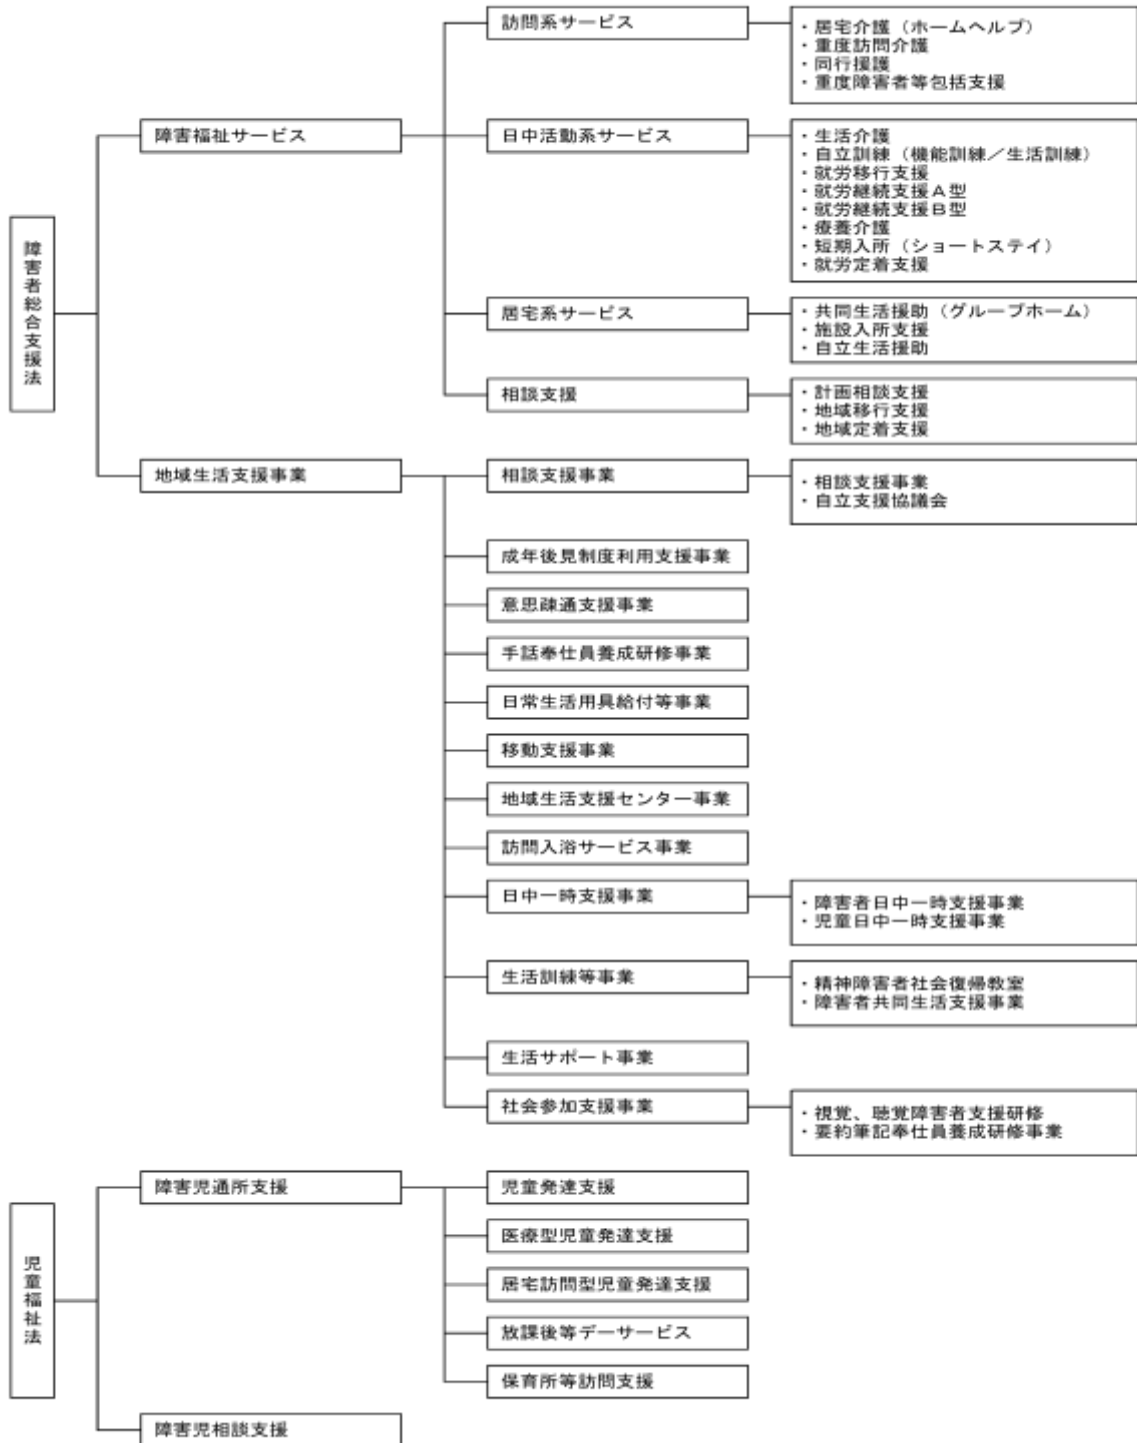 障害者総合支援法
障害福祉サービス
訪問系サービス
・居宅介護（ホームヘルプ）
・重度訪問介護
・同行援護
・重度障害者等包括支援
日中活動系サービス
・生活介護
・自立訓練（機能訓練／生活訓練）
・就労移行支援
・就労継続支援Ａ型
・就労継続支援Ｂ型
・療養介護
・短期入所（ショートステイ）
・就労定着支援
居宅系サービス
・共同生活援助（グループホーム）
・施設入所支援
・自立生活援助
相談支援
・計画相談支援
・地域移行支援
・地域定着支援
地域生活支援事業
相談支援事業
・相談支援事業
・自立支援協議会
成年後見制度利用支援事業
意思疎通支援事業
手話奉仕員養成研修事業
日常生活用具給付等事業
移動支援事業
地域生活支援センター事業
訪問入浴サービス事業
日中一時支援事業
・障害者日中一時支援事業
・児童日中一時支援事業
生活訓練等事業
・精神障害者社会復帰教室
・障害者共同生活支援事業
生活サポート事業
社会参加支援事業
・視覚、聴覚障害者支援研修
・要約筆記奉仕員養成研修事業
児童福祉法
障害児通所支援
児童発達支援
医療型児童発達支援
居宅訪問型児童発達支援
放課後等デーサービス
保育所等訪問支援
障害児相談支援